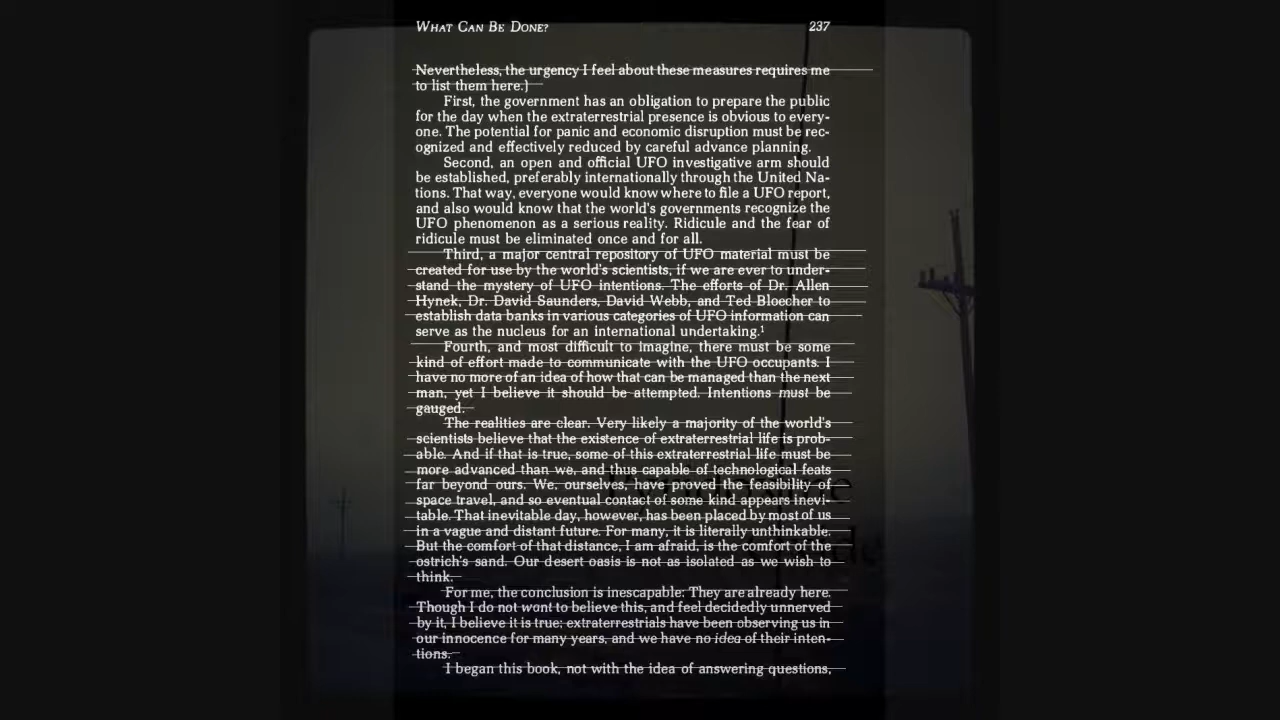 WHAT CAN BE DONE? 237
Nevertheless, the urgency I feel about these measures requires me
to list them here.)
First, the government has an obligation to prepare the public
for the day when the extraterrestrial presence is obvious to every-
one. The potential for panic and economic disruption must be rec-
ognized and effectively reduced by careful advance planning.
Second, an open and official UFO investigative arm should
be established, preferably internationally through the United Na-
tions. That way, everyone would know where to file a UFO report,
and also would know that the world's governments recognize the
UFO phenomenon as a serious reality. Ridicule and the fear of
ridicule must be eliminated once and for all.
Third, a major central repository of UFO material must be
created for use by the world's scientists, if we are ever to under-
stand the mystery of UFO intentions. The efforts of Dr. Allen
Hynek, Dr. David Saunders, David Webb, and Ted Bloecher to
establish data banks in various categories of UFO information can
serve as the nucleus for an international undertaking.¹
Fourth, and most difficult to imagine, there must be some
kind of effort made to communicate with the UFO occupants. I
have no more of an idea of how that can be managed than the next
man, yet I believe it should be attempted. Intentions must be
gauged.
The realities are clear. Very likely a majority of the world's
scientists believe that the existence of extraterrestrial life is prob-
able. And if that is true, some of this extraterrestrial life must be
more advanced than we, and thus capable of technological feats
far beyond ours. We, ourselves, have proved the feasibility of
space travel, and so eventual contact of some kind appears inevi-
table. That inevitable day, however, has been placed by most of us
in a vague and distant future. For many, it is literally unthinkable.
But the comfort of that distance, I am afraid, is the comfort of the
ostrich's sand. Our desert oasis is not as isolated as we wish to
think.
For me, the conclusion is inescapable: They are already here.
Though I do not want to believe this, and feel decidedly unnerved
by it, I believe it is true; extraterrestrials have been observing us in
our innocence for many years, and we have no idea of their inten-
tions.
I began this book, not with the idea of answering questions,